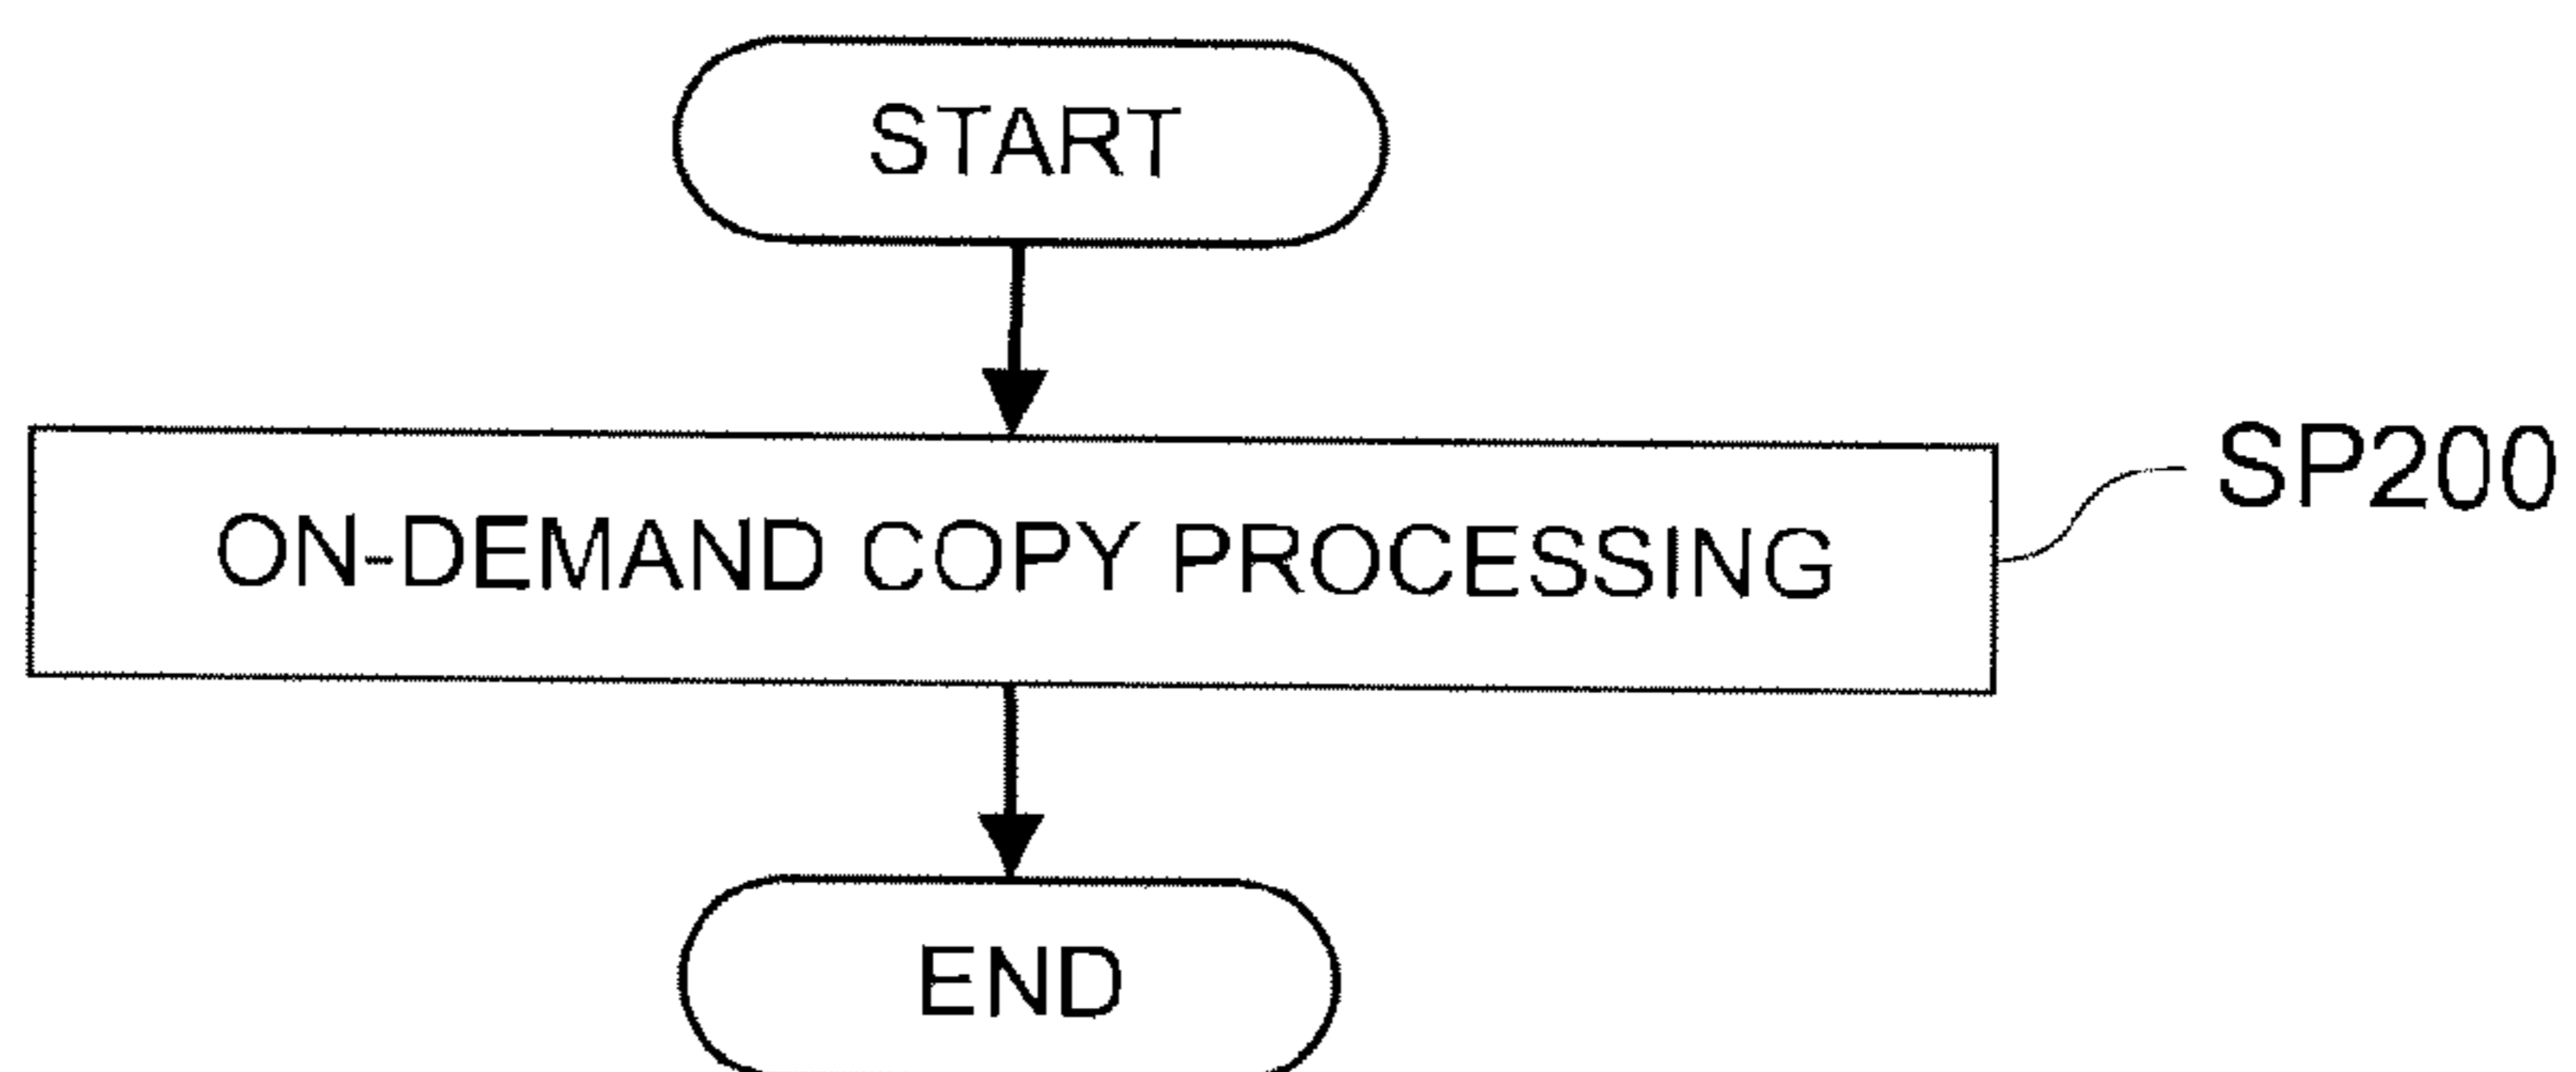 START
ON-DEMAND COPY PROCESSING
SP200
END